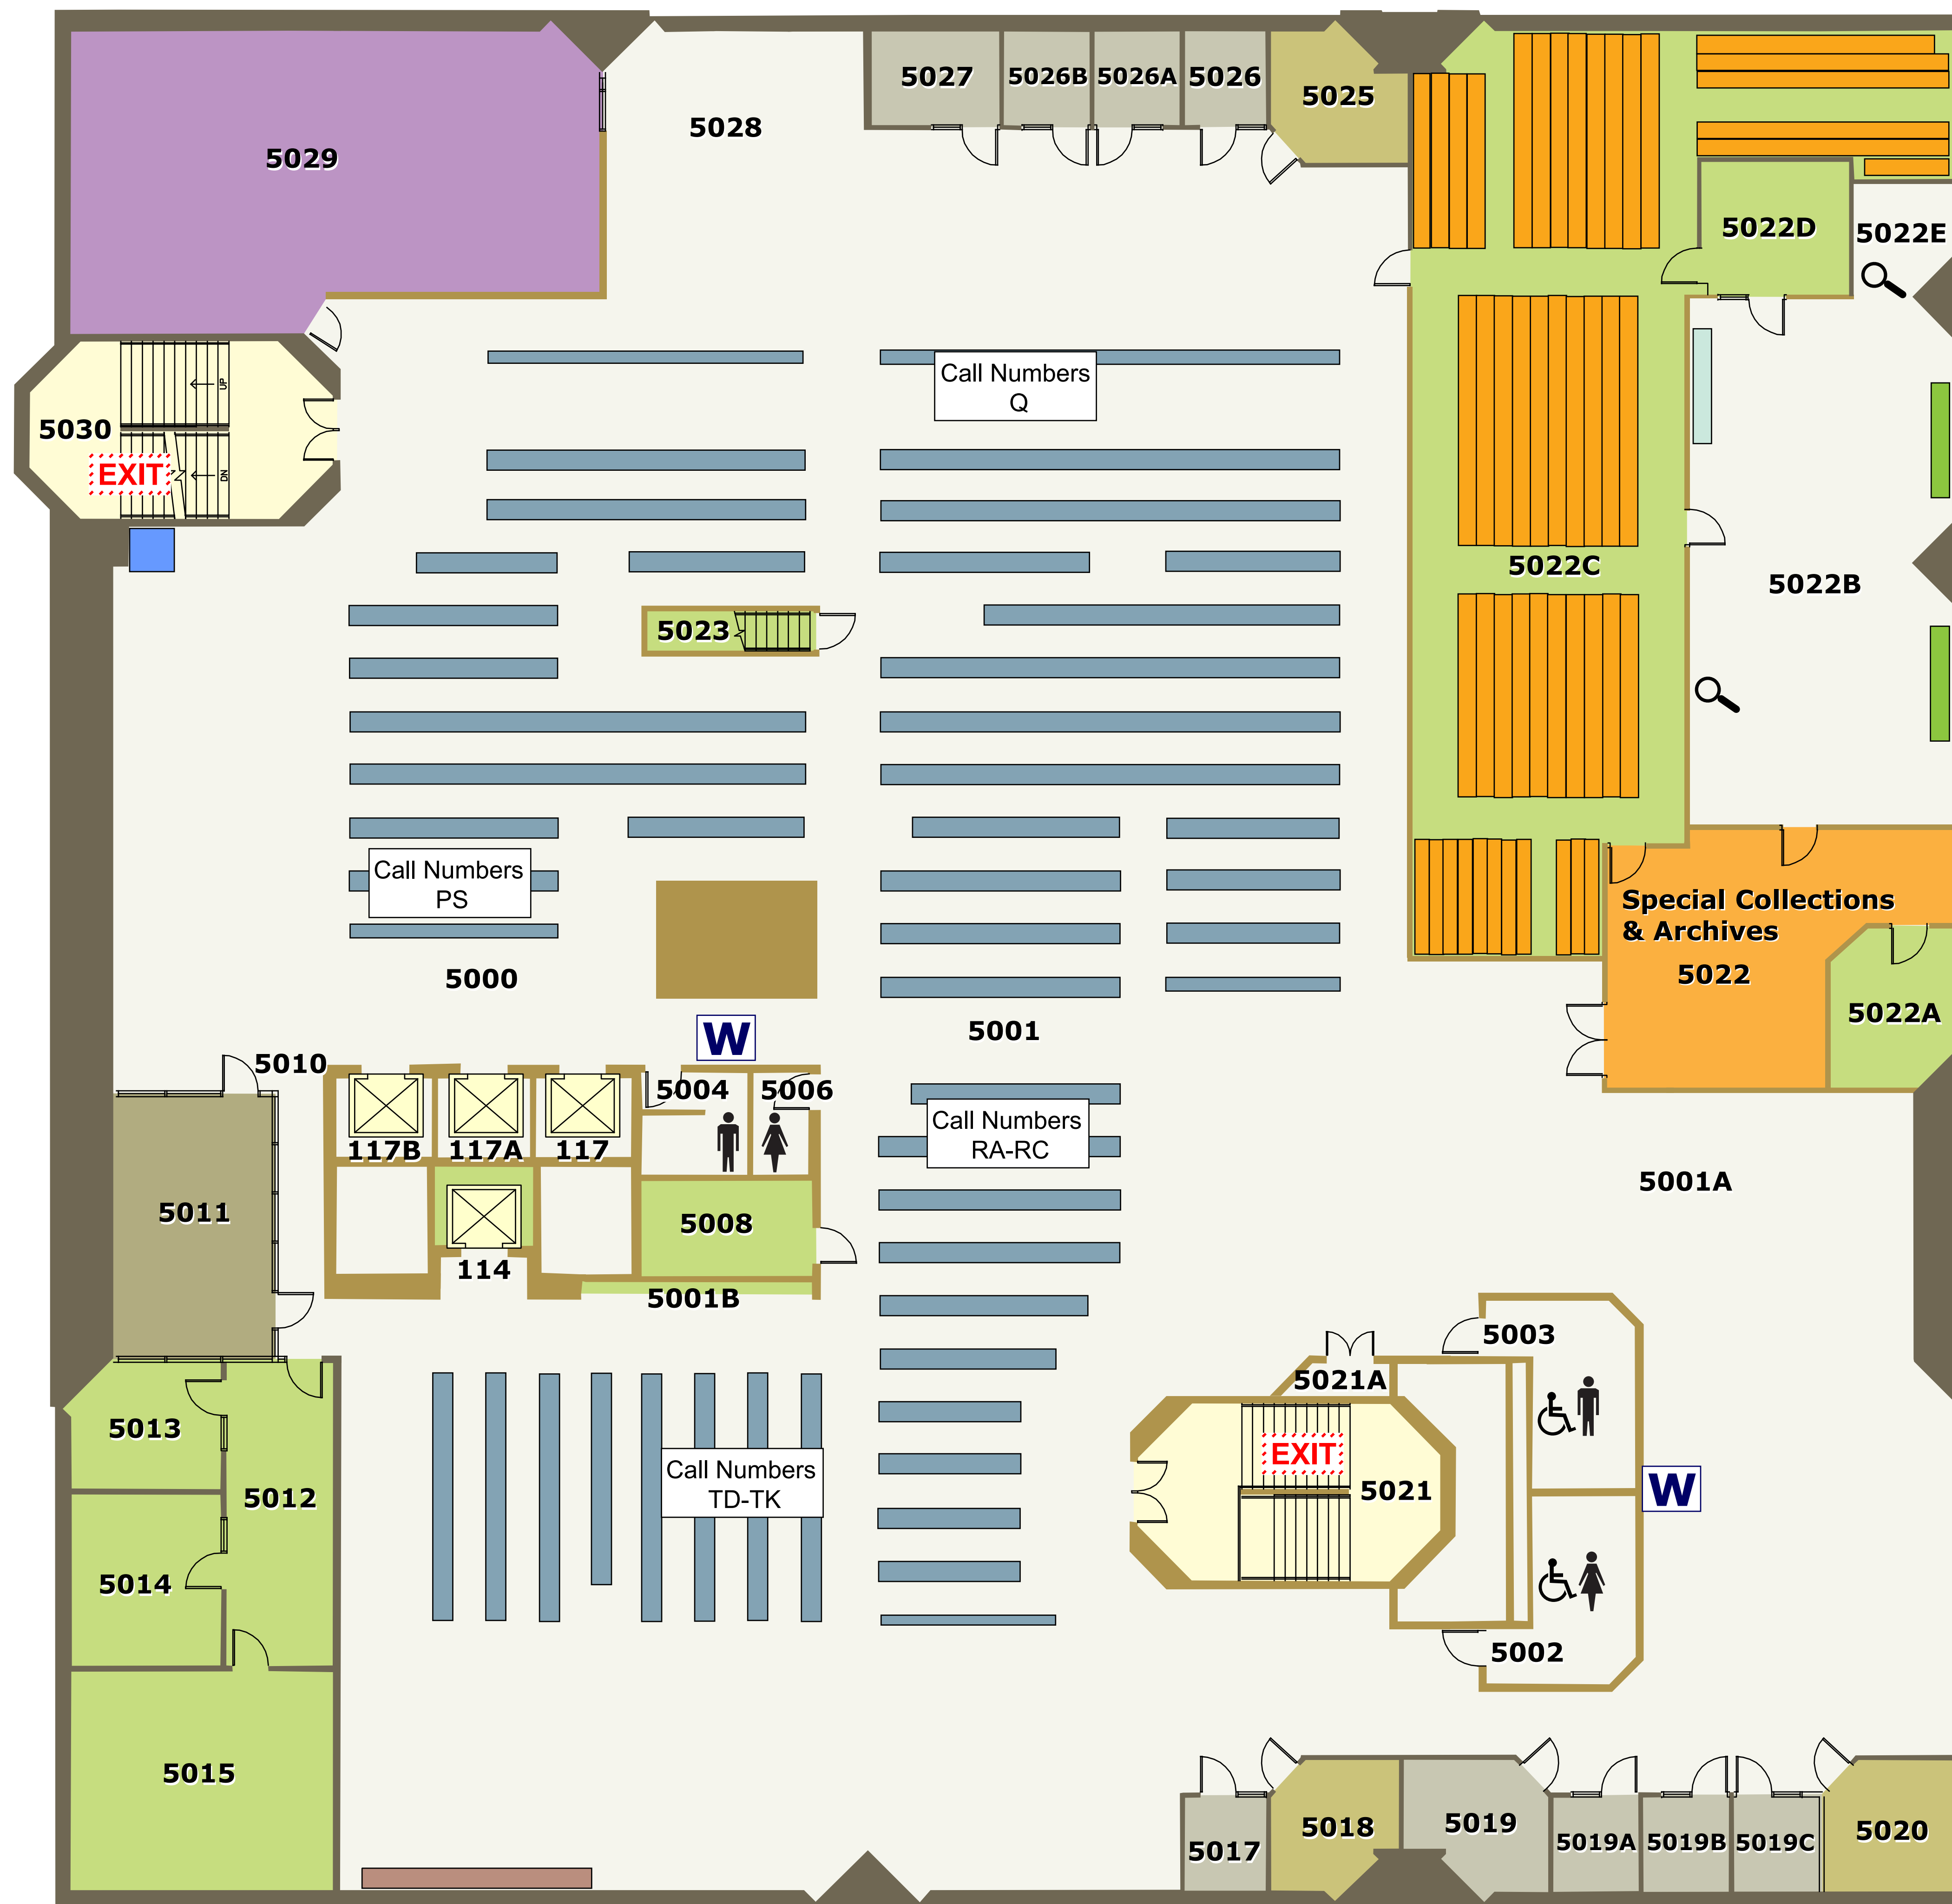 5027
5026B
5026A
5026
5025
5028
5029
5022D
5022E
UP
Call Numbers
Q
5030
EXIT
DN
5022C
5022B
5023
Call Numbers
PS
Special Collections
& Archives
5022
5000
5022A
5001
W
5010
5004
5006
Call Numbers
RA-RC
117B
117A
117
5001A
5011
5008
114
5001B
5003
5021A
5013
EXIT
5021
Call Numbers
TD-TK
W
5012
5014
5002
5015
5017
5018
5019
5019A
5019B
5019C
5020